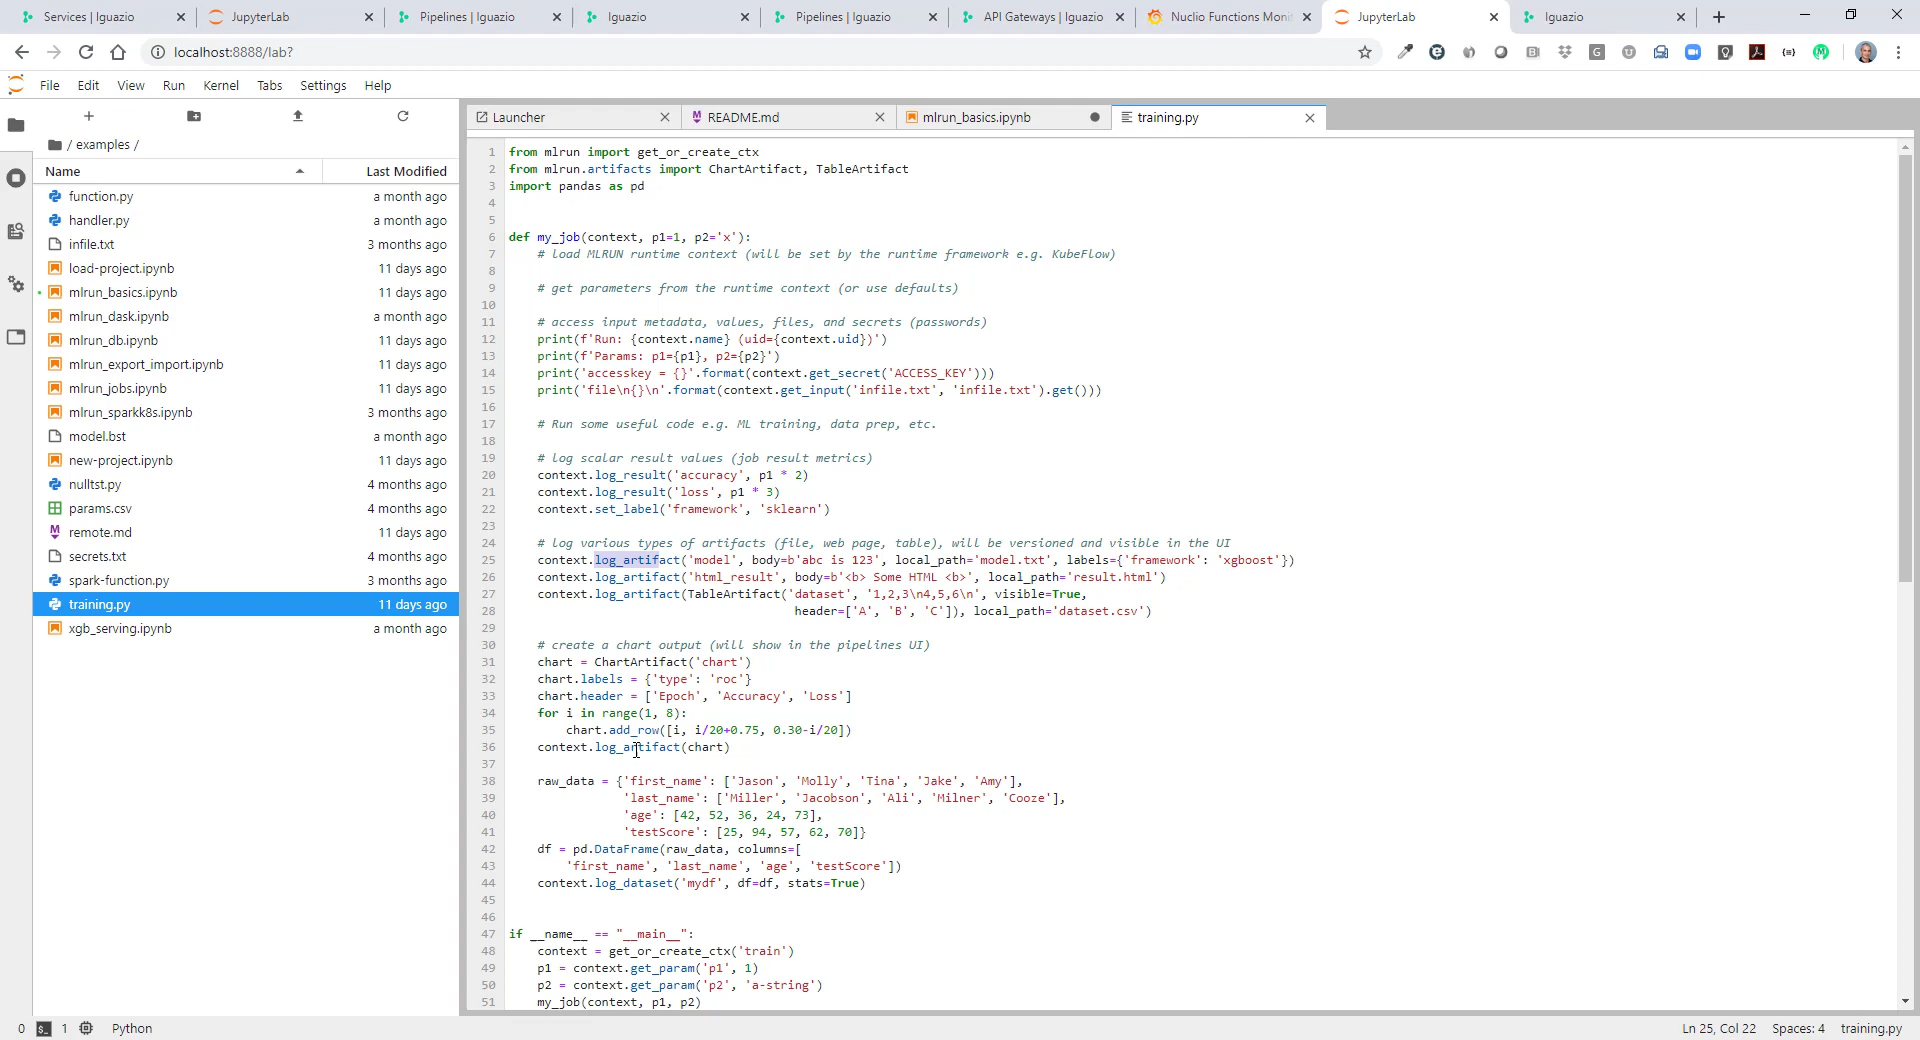 Services | Iguazio
JupyterLab
Pipelines | Iguazio
Iguazio
Pipelines | Iguazio
API Gateways | Iguazio
Nuclio Functions Moni
JupyterLab
Iguazio
localhost:8888/lab?
File Edit View Run Kernel Tabs Settings Help
/ examples /
Name Last Modified
function.py a month ago
handler.py a month ago
infile.txt 3 months ago
load-project.ipynb 11 days ago
mlrun_basics.ipynb 11 days ago
mlrun_dask.ipynb a month ago
mlrun_db.ipynb 11 days ago
mlrun_export_import.ipynb 11 days ago
mlrun_jobs.ipynb 11 days ago
mlrun_sparkk8s.ipynb 3 months ago
model.bst a month ago
new-project.ipynb 11 days ago
nulltst.py 4 months ago
params.csv 4 months ago
remote.md 11 days ago
secrets.txt 4 months ago
spark-function.py 3 months ago
training.py 11 days ago
xgb_serving.ipynb a month ago
Launcher
README.md
mlrun_basics.ipynb
training.py
1 from mlrun import get_or_create_ctx
2 from mlrun.artifacts import ChartArtifact, TableArtifact
3 import pandas as pd
4
5
6 def my_job(context, p1=1, p2='x'):
7 # load MLRUN runtime context (will be set by the runtime framework e.g. KubeFlow)
8
9 # get parameters from the runtime context (or use defaults)
10
11 # access input metadata, values, files, and secrets (passwords)
12 print(f'Run: {context.name} (uid={context.uid})')
13 print(f'Params: p1={p1}, p2={p2}')
14 print('accesskey = {}'.format(context.get_secret('ACCESS_KEY')))
15 print('file\n{}\n'.format(context.get_input('infile.txt', 'infile.txt').get()))
16
17 # Run some useful code e.g. ML training, data prep, etc.
18
19 # log scalar result values (job result metrics)
20 context.log_result('accuracy', p1 * 2)
21 context.log_result('loss', p1 * 3)
22 context.set_label('framework', 'sklearn')
23
24 # log various types of artifacts (file, web page, table), will be versioned and visible in the UI
25 context.log_artifact('model', body=b'abc is 123', local_path='model.txt', labels={'framework': 'xgboost'})
26 context.log_artifact('html_result', body=b'<b> Some HTML <b>', local_path='result.html')
27 context.log_artifact(TableArtifact('dataset', '1,2,3\n4,5,6\n', visible=True,
28 header=['A', 'B', 'C']), local_path='dataset.csv')
29
30 # create a chart output (will show in the pipelines UI)
31 chart = ChartArtifact('chart')
32 chart.labels = {'type': 'roc'}
33 chart.header = ['Epoch', 'Accuracy', 'Loss']
34 for i in range(1, 8):
35 chart.add_row([i, i/20+0.75, 0.30-i/20])
36 context.log_artifact(chart)
37
38 raw_data = {'first_name': ['Jason', 'Molly', 'Tina', 'Jake', 'Amy'],
39 'last_name': ['Miller', 'Jacobson', 'Ali', 'Milner', 'Cooze'],
40 'age': [42, 52, 36, 24, 73],
41 'testScore': [25, 94, 57, 62, 70]}
42 df = pd.DataFrame(raw_data, columns=[
43 'first_name', 'last_name', 'age', 'testScore'])
44 context.log_dataset('mydf', df=df, stats=True)
45
46
47 if __name__ == "__main__":
48 context = get_or_create_ctx('train')
49 p1 = context.get_param('p1', 1)
50 p2 = context.get_param('p2', 'a-string')
51 my_job(context, p1, p2)
0 1 Python Ln 25, Col 22 Spaces: 4 training.py